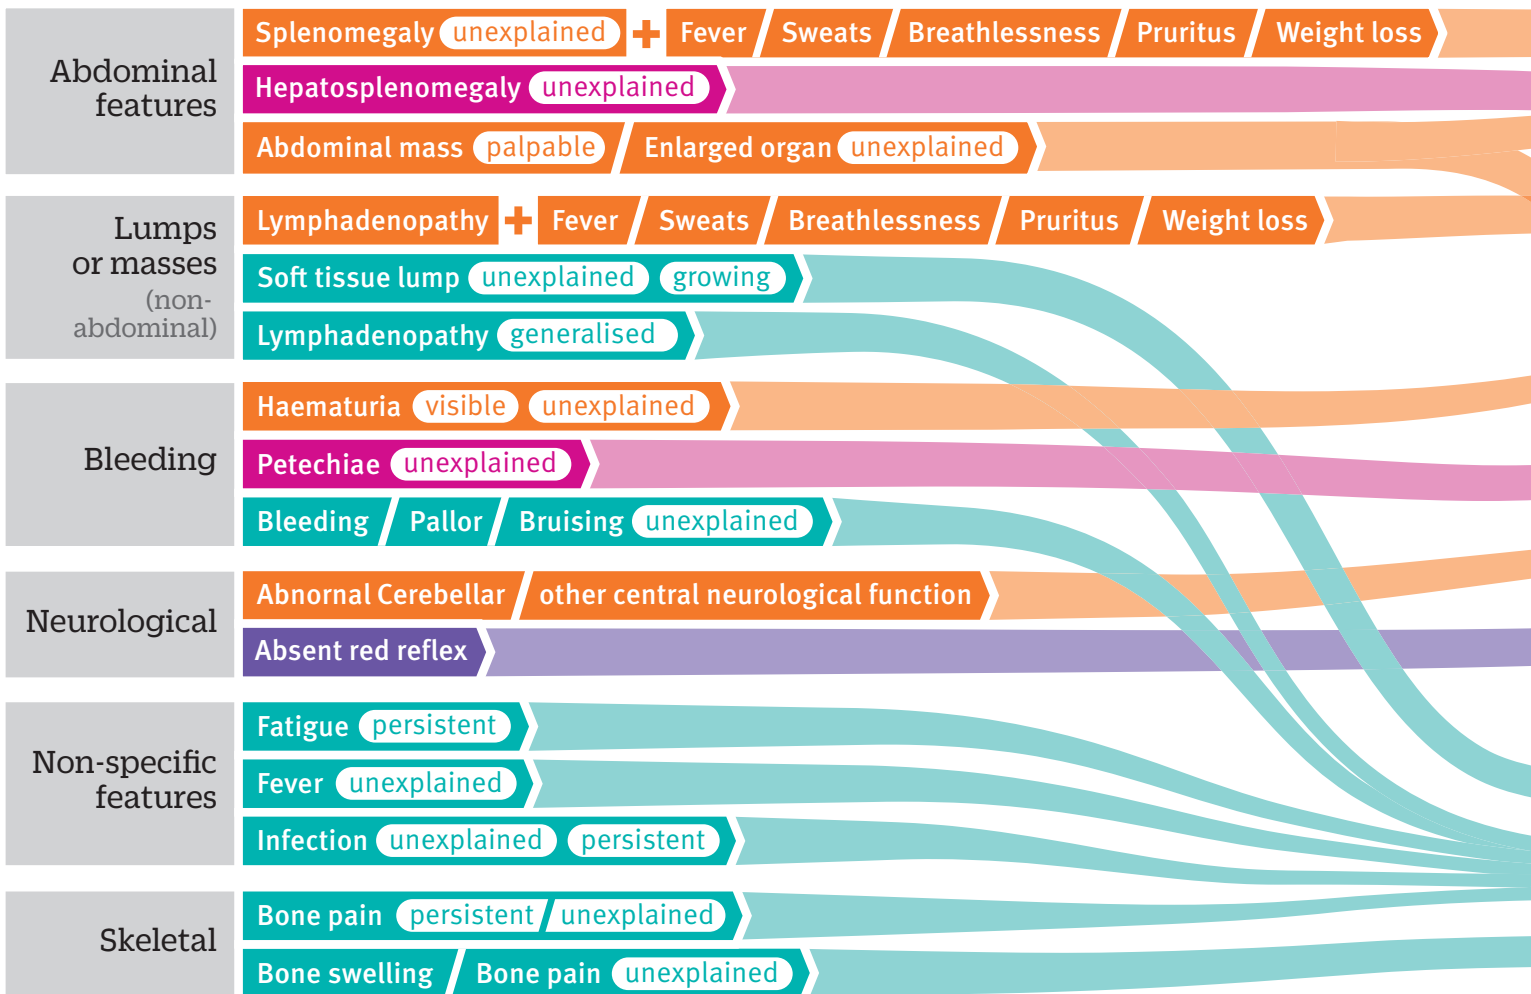 Abdominal
features
Splenomegaly unexplained + Fever / Sweats / Breathlessness / Pruritus / Weight loss
Hepatosplenomegaly unexplained
Abdominal mass palpable / Enlarged organ unexplained
Lumps
or masses
(non-
abdominal)
Lymphadenopathy + Fever / Sweats / Breathlessness / Pruritus / Weight loss
Soft tissue lump unexplained growing
Lymphadenopathy generalised
Bleeding
Haematuria visible unexplained
Petechiae unexplained
Bleeding / Pallor / Bruising unexplained
Neurological
Abnornal Cerebellar / other central neurological function
Absent red reflex
Non-specific
features
Fatigue persistent
Fever unexplained
Infection unexplained persistent
Skeletal
Bone pain persistent / unexplained
Bone swelling / Bone pain unexplained